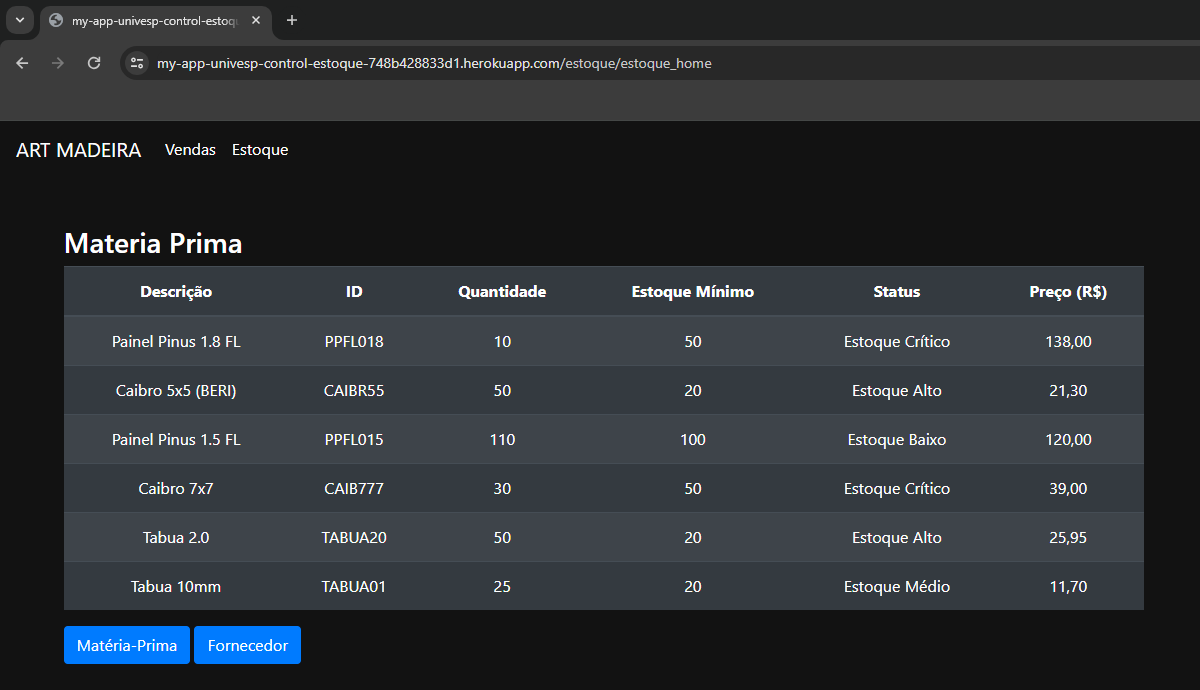 my-app-univesp-control-estoqu
my-app-univesp-control-estoque-748b428833d1.herokuapp.com/estoque/estoque_home
ART MADEIRA Vendas Estoque
Materia Prima
Descrição ID Quantidade Estoque Mínimo Status Preço (R$)
Painel Pinus 1.8 FL PPFL018 10 50 Estoque Crítico 138,00
Caibro 5x5 (BERI) CAIBR55 50 20 Estoque Alto 21,30
Painel Pinus 1.5 FL PPFL015 110 100 Estoque Baixo 120,00
Caibro 7x7 CAIB777 30 50 Estoque Crítico 39,00
Tabua 2.0 TABUA20 50 20 Estoque Alto 25,95
Tabua 10mm TABUA01 25 20 Estoque Médio 11,70
Matéria-Prima Fornecedor